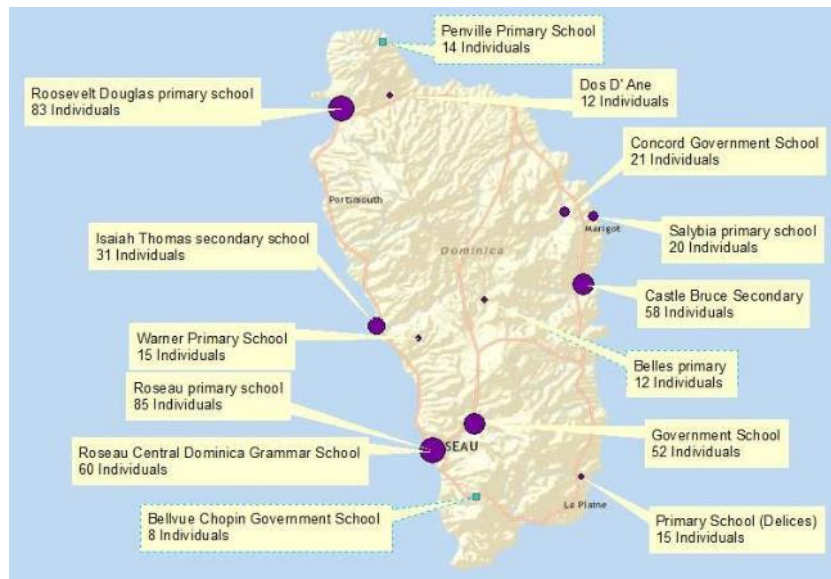 Penville Primary School
14 Individuals
Roosevelt Douglas primary school
83 Individuals
Dos D' Ane
12 Individuals
Concord Government School
21 Individuals
Portsmouth
Marigot
Salybia primary school
20 Individuals
Isaiah Thomas secondary school
31 Individuals
Dominica
Castle Bruce Secondary
58 Individuals
Warner Primary School
15 Individuals
Belles primary
12 Individuals
Roseau primary school
85 Individuals
Government School
52 Individuals
SEAU
Roseau Central Dominica Grammar School
60 Individuals
La Plaine
Bellvue Chopin Government School
8 Individuals
Primary School (Delices)
15 Individuals